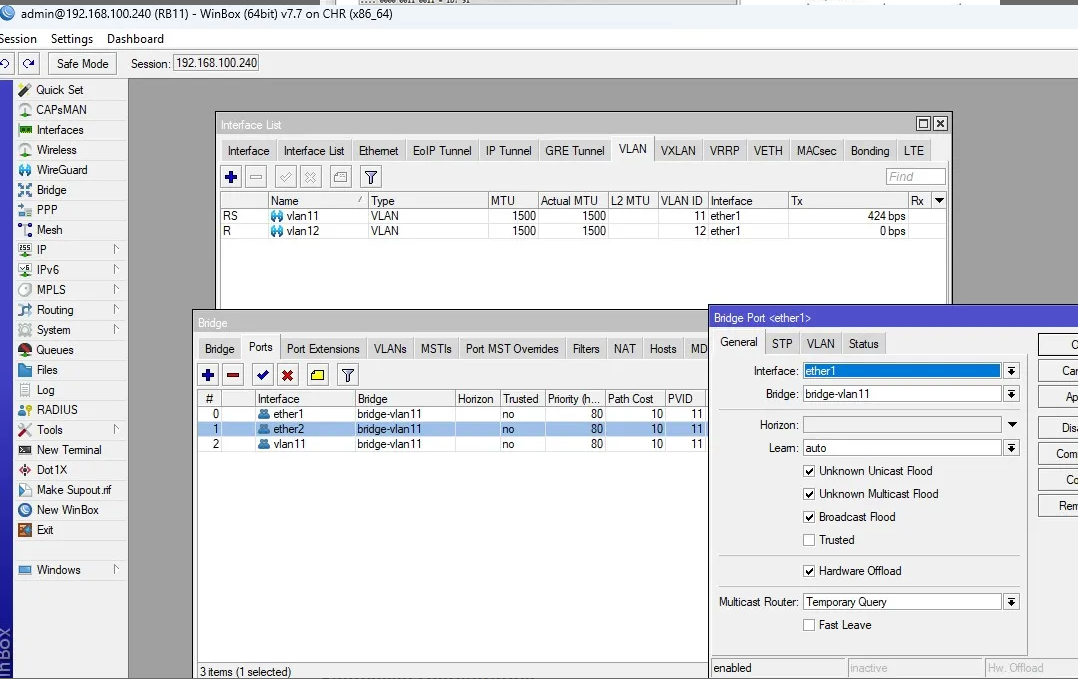 admin@192.168.100.240 (RB11) - WinBox (64bit) v7.7 on CHR (x86_64)
Session Settings Dashboard
Safe Mode Session: 192.168.100.240
Quick Set
CAPsMAN
Interfaces
Wireless
WireGuard
Bridge
PPP
Mesh
IP
IPv6
MPLS
Routing
System
Queues
Files
Log
RADIUS
Tools
New Terminal
Dot1X
Make Supout.rif
New WinBox
Exit
Windows
Interface List
Interface Interface List Ethernet EoIP Tunnel IP Tunnel GRE Tunnel VLAN VXLAN VRRP VETH MACsec Bonding LTE
Find
Name Type MTU Actual MTU L2 MTU VLAN ID Interface Tx Rx
RS vlan11 VLAN 1500 1500 11 ether1 424 bps
R vlan12 VLAN 1500 1500 12 ether1 0 bps
Bridge
Bridge Ports Port Extensions VLANs MSTIs Port MST Overrides Filters NAT Hosts MD
# Interface Bridge Horizon Trusted Priority (h... Path Cost PVID
0 ether1 bridge-vlan11 no 80 10 11
1 ether2 bridge-vlan11 no 80 10 11
2 vlan11 bridge-vlan11 no 80 10 11
3 items (1 selected)
Bridge Port <ether1>
General STP VLAN Status
Interface: ether1
Bridge: bridge-vlan11
Horizon:
Learn: auto
Unknown Unicast Flood
Unknown Multicast Flood
Broadcast Flood
Trusted
Hardware Offload
Multicast Router: Temporary Query
Fast Leave
enabled inactive Hw. Offload
O
Can
Ap
Disa
Com
Co
Rem